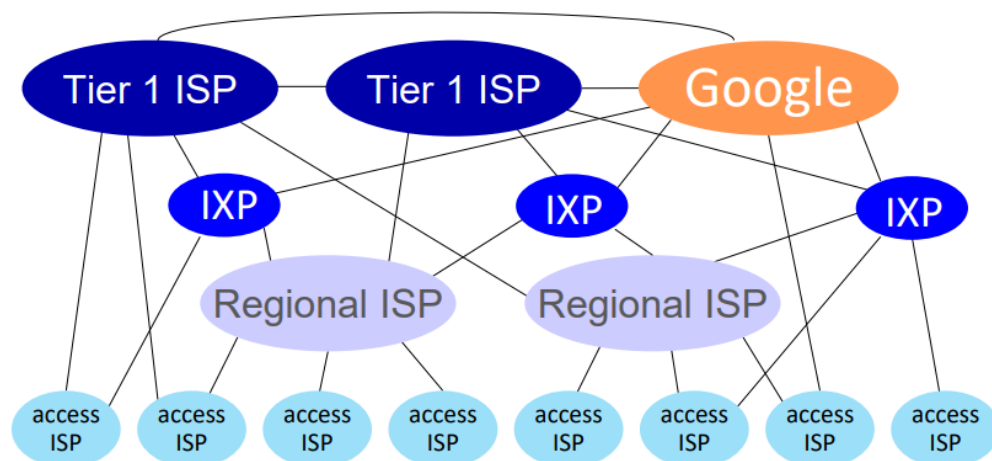 Tier 1 ISP
Tier 1 ISP
Google
IXP
IXP
IXP
Regional ISP
Regional ISP
access
ISP
access
ISP
access
ISP
access
ISP
access
ISP
access
ISP
access
ISP
access
ISP